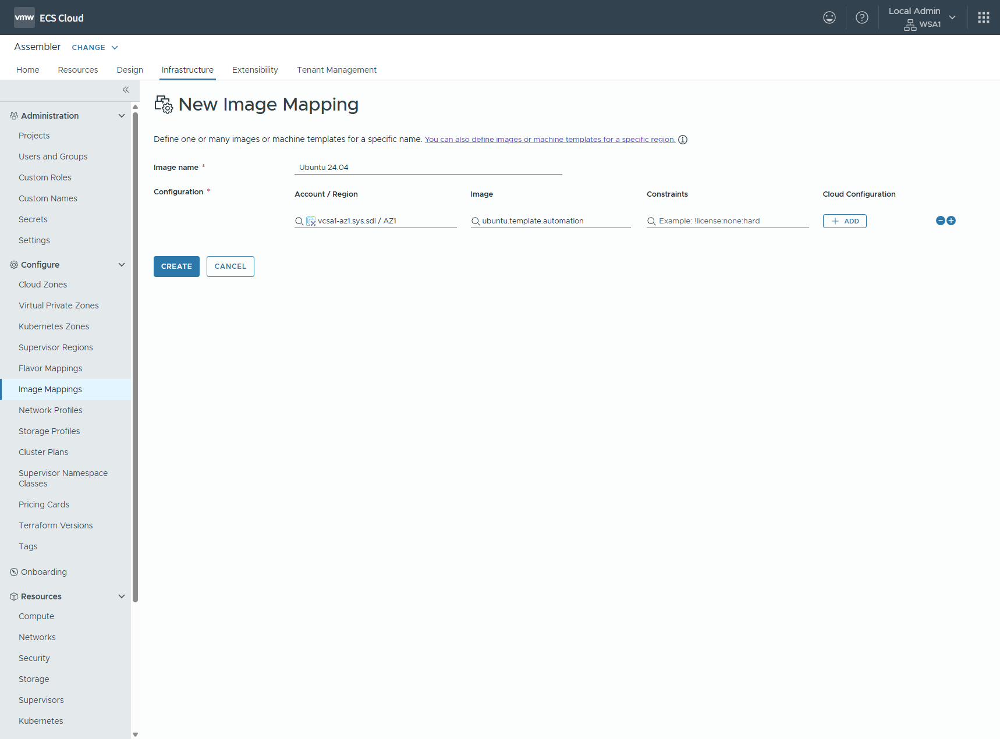 vmw ECS Cloud
Local Admin
WSA1
Assembler CHANGE
Home Resources Design Infrastructure Extensibility Tenant Management
Administration
Projects
Users and Groups
Custom Roles
Custom Names
Secrets
Settings
Configure
Cloud Zones
Virtual Private Zones
Kubernetes Zones
Supervisor Regions
Flavor Mappings
Image Mappings
Network Profiles
Storage Profiles
Cluster Plans
Supervisor Namespace
Classes
Pricing Cards
Terraform Versions
Tags
Onboarding
Resources
Compute
Networks
Security
Storage
Supervisors
Kubernetes
New Image Mapping
Define one or many images or machine templates for a specific name. You can also define images or machine templates for a specific region.
Image name * Ubuntu 24.04
Configuration * Account / Region Image Constraints Cloud Configuration
vcsa1-az1.sys.sdi / AZ1 ubuntu.template.automation Example: !license:none:hard + ADD
CREATE CANCEL